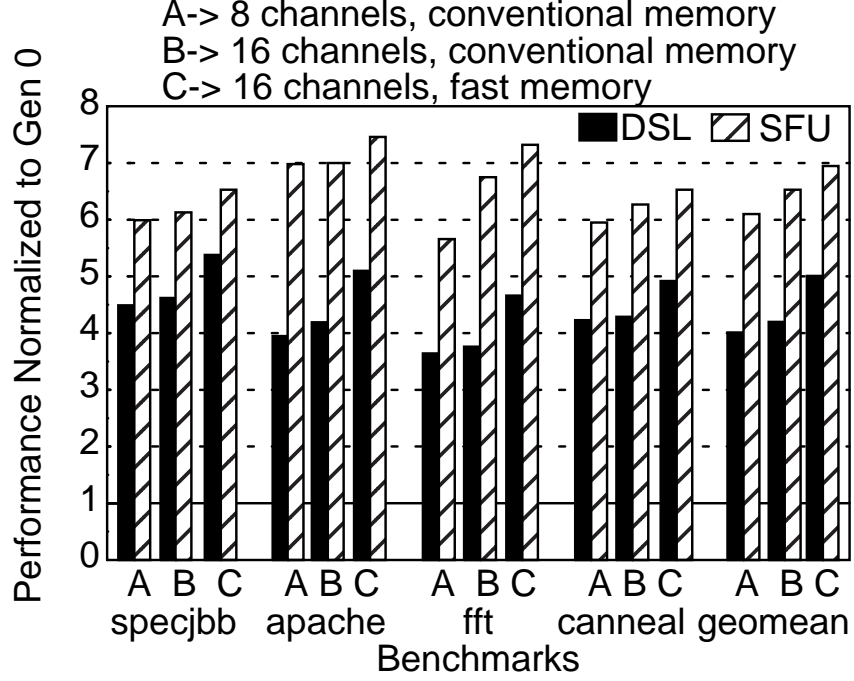 A-> 8 channels, conventional memory
B-> 16 channels, conventional memory
C-> 16 channels, fast memory
Performance Normalized to Gen 0
8
7
6
5
4
3
2
1
0
DSL SFU
A B C A B C A B C A B C A B C
specjbb apache fft canneal geomean
Benchmarks